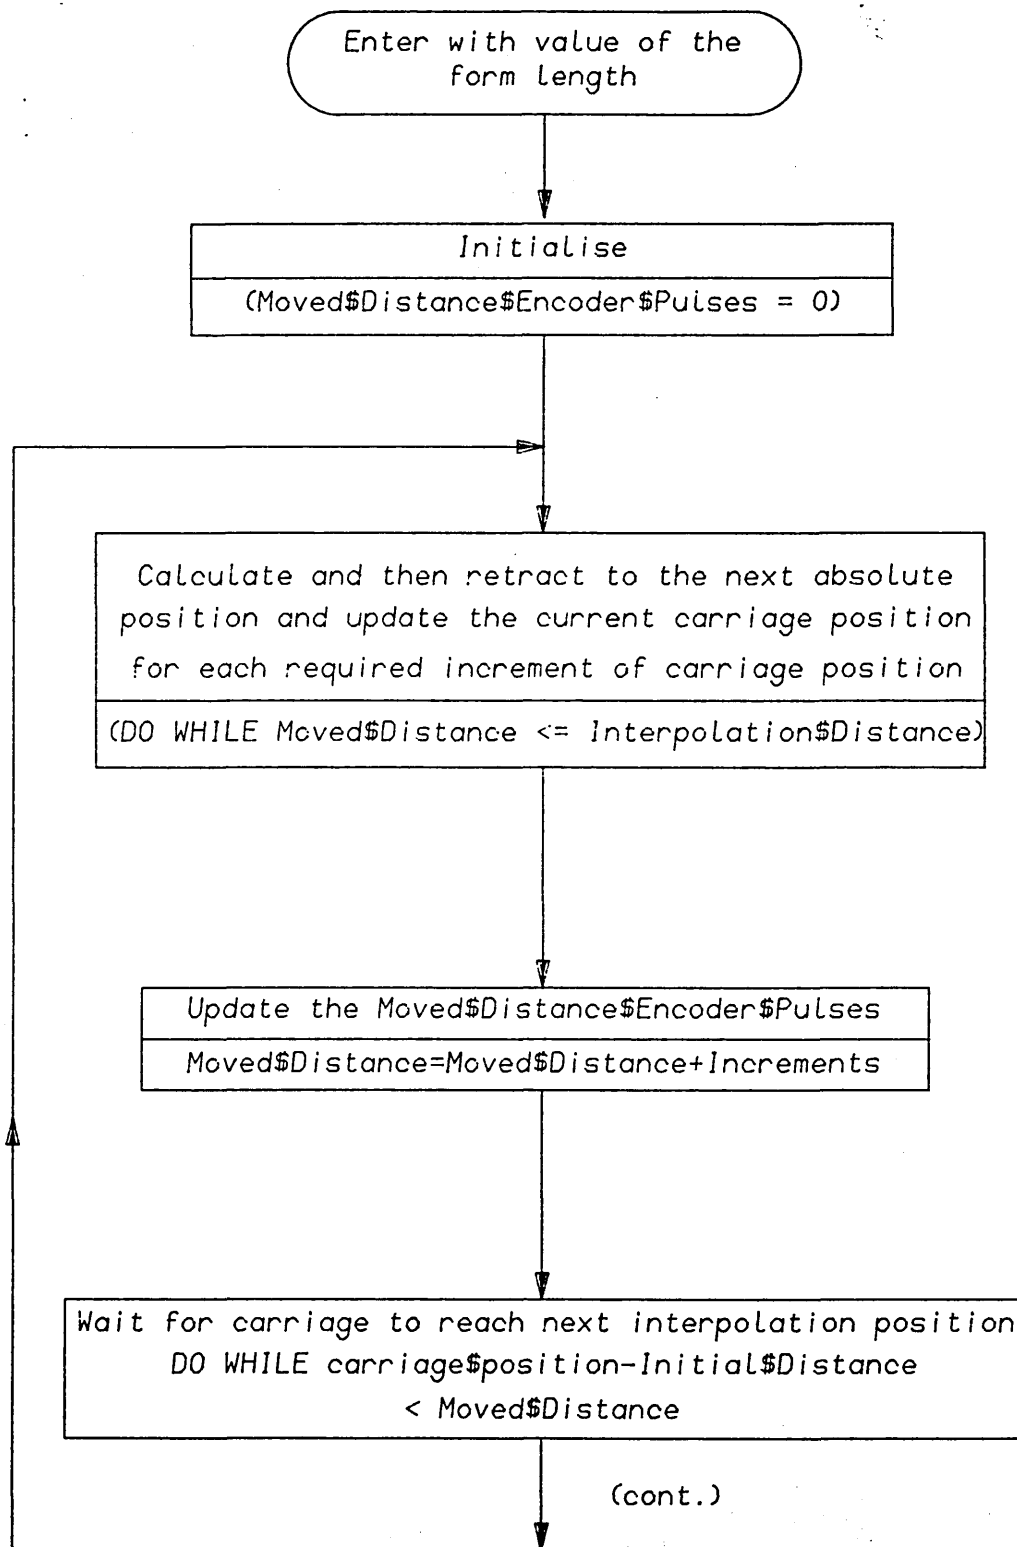 Enter with value of the
form length
Initialise
(Moved$Distance$Encoder$Pulses = 0)
Calculate and then retract to the next absolute
position and update the current carriage position
for each required increment of carriage position
(DO WHILE Moved$Distance <= Interpolation$Distance)
Update the Moved$Distance$Encoder$Pulses
Moved$Distance=Moved$Distance+Increments
Wait for carriage to reach next interpolation position
DO WHILE carriage$position-Initial$Distance
< Moved$Distance
(cont.)